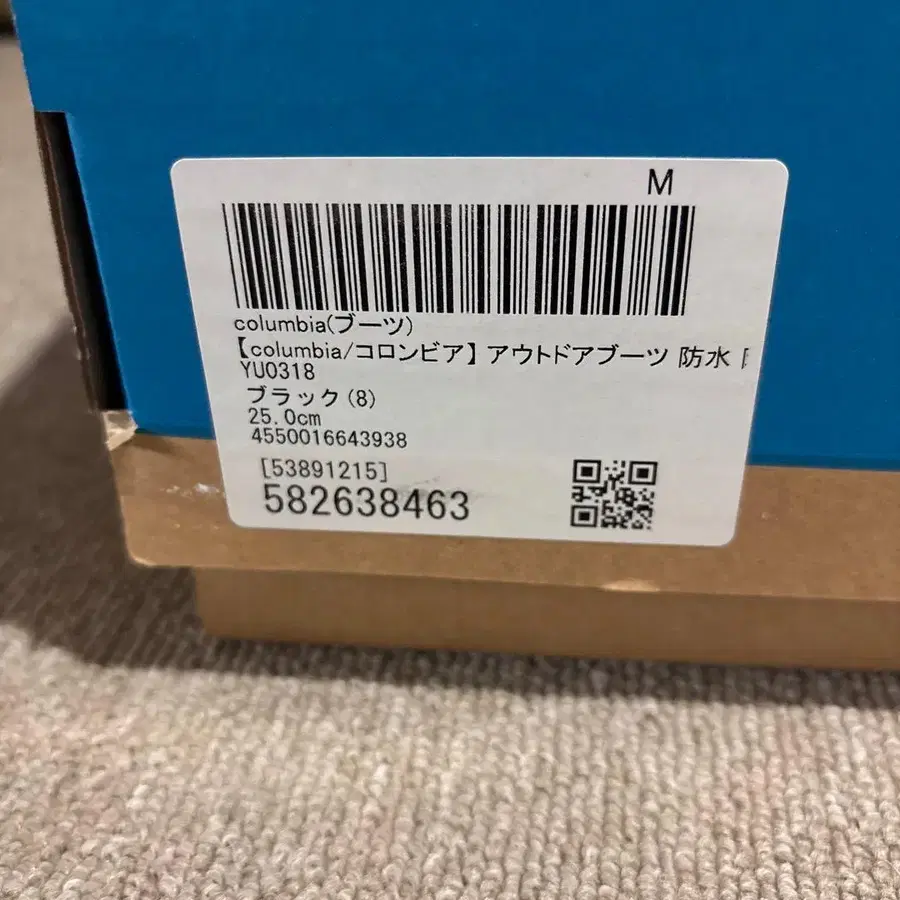 M
columbia(ブーツ)
【columbia/コロンビア】 アウトドアブーツ 防水
YU0318
ブラック(8)
25.0cm
4550016643938
[53891215]
582638463